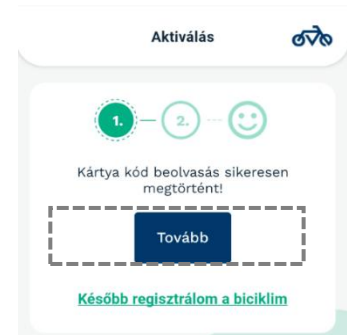 Aktiválás
1.
2.
Kártya kód beolvasás sikeresen
megtörtént!
Tovább
Később regisztrálom a biciklim